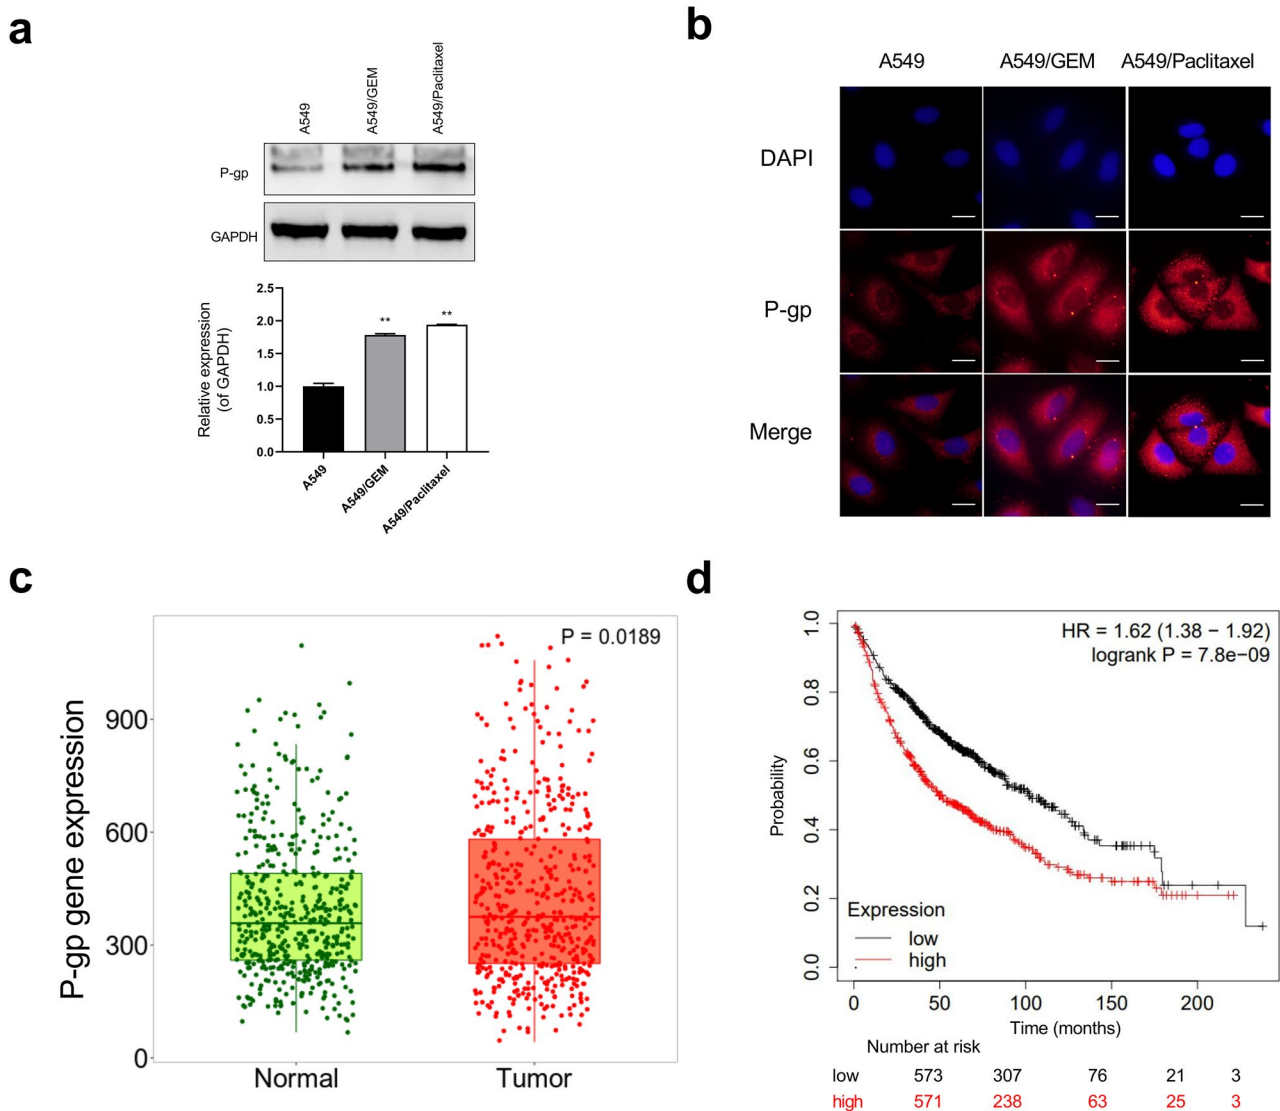 a
A549
A549/GEM
A549/Paclitaxel
P-gp
GAPDH
Relative expression
(of GAPDH)
2.5
2.0
1.5
1.0
0.5
0.0
**
**
A549
A549/GEM
A549/Paclitaxel
b
A549 A549/GEM A549/Paclitaxel
DAPI
P-gp
Merge
c
P-gp gene expression
P = 0.0189
900
600
300
0
Normal Tumor
d
HR = 1.62 (1.38 − 1.92)
logrank P = 7.8e−09
Probability
1.0
0.8
0.6
0.4
0.2
0.0
Expression
low
high
0 50 100 150 200
Time (months)
Number at risk
low 573 307 76 21 3
high 571 238 63 25 3